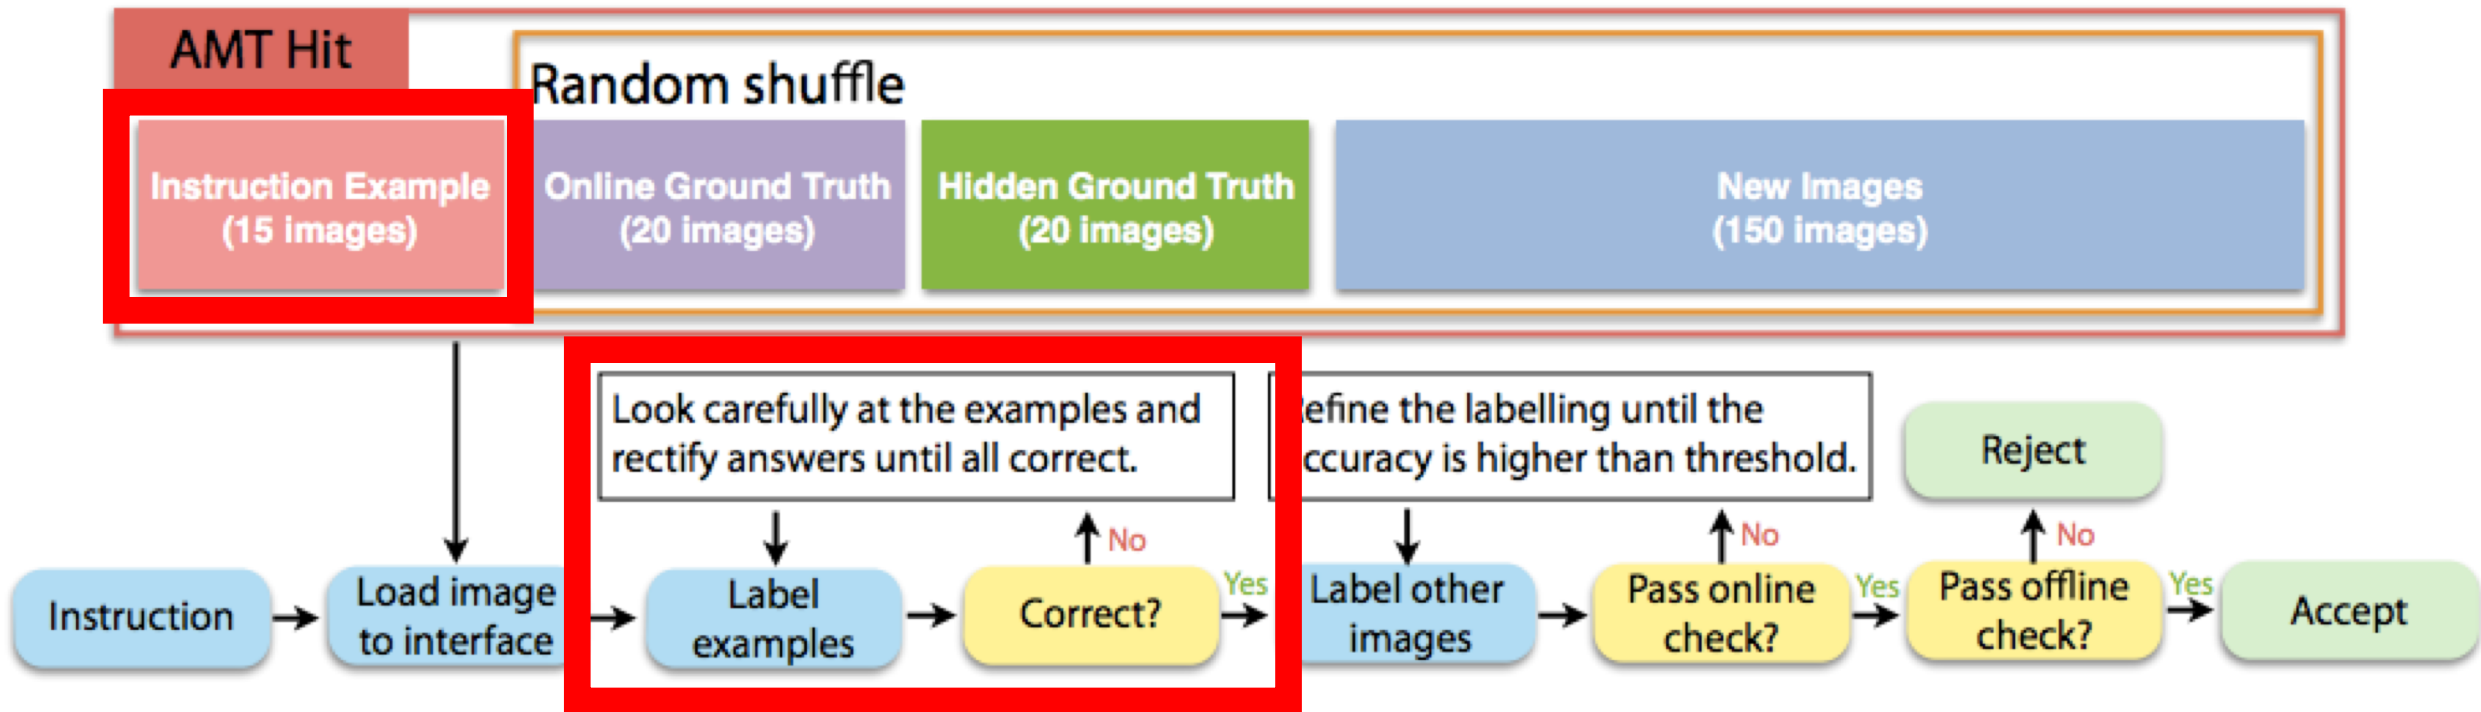 AMT Hit
Random shuffle
Instruction Example
(15 images)
Online Ground Truth
(20 images)
Hidden Ground Truth
(20 images)
New Images
(150 images)
Look carefully at the examples and
rectify answers until all correct.
efine the labelling until the
ccuracy is higher than threshold.
Reject
No
No
No
Instruction
Load image
to interface
Label
examples
Correct?
Yes
Label other
images
Pass online
check?
Yes
Pass offline
check?
Yes
Accept